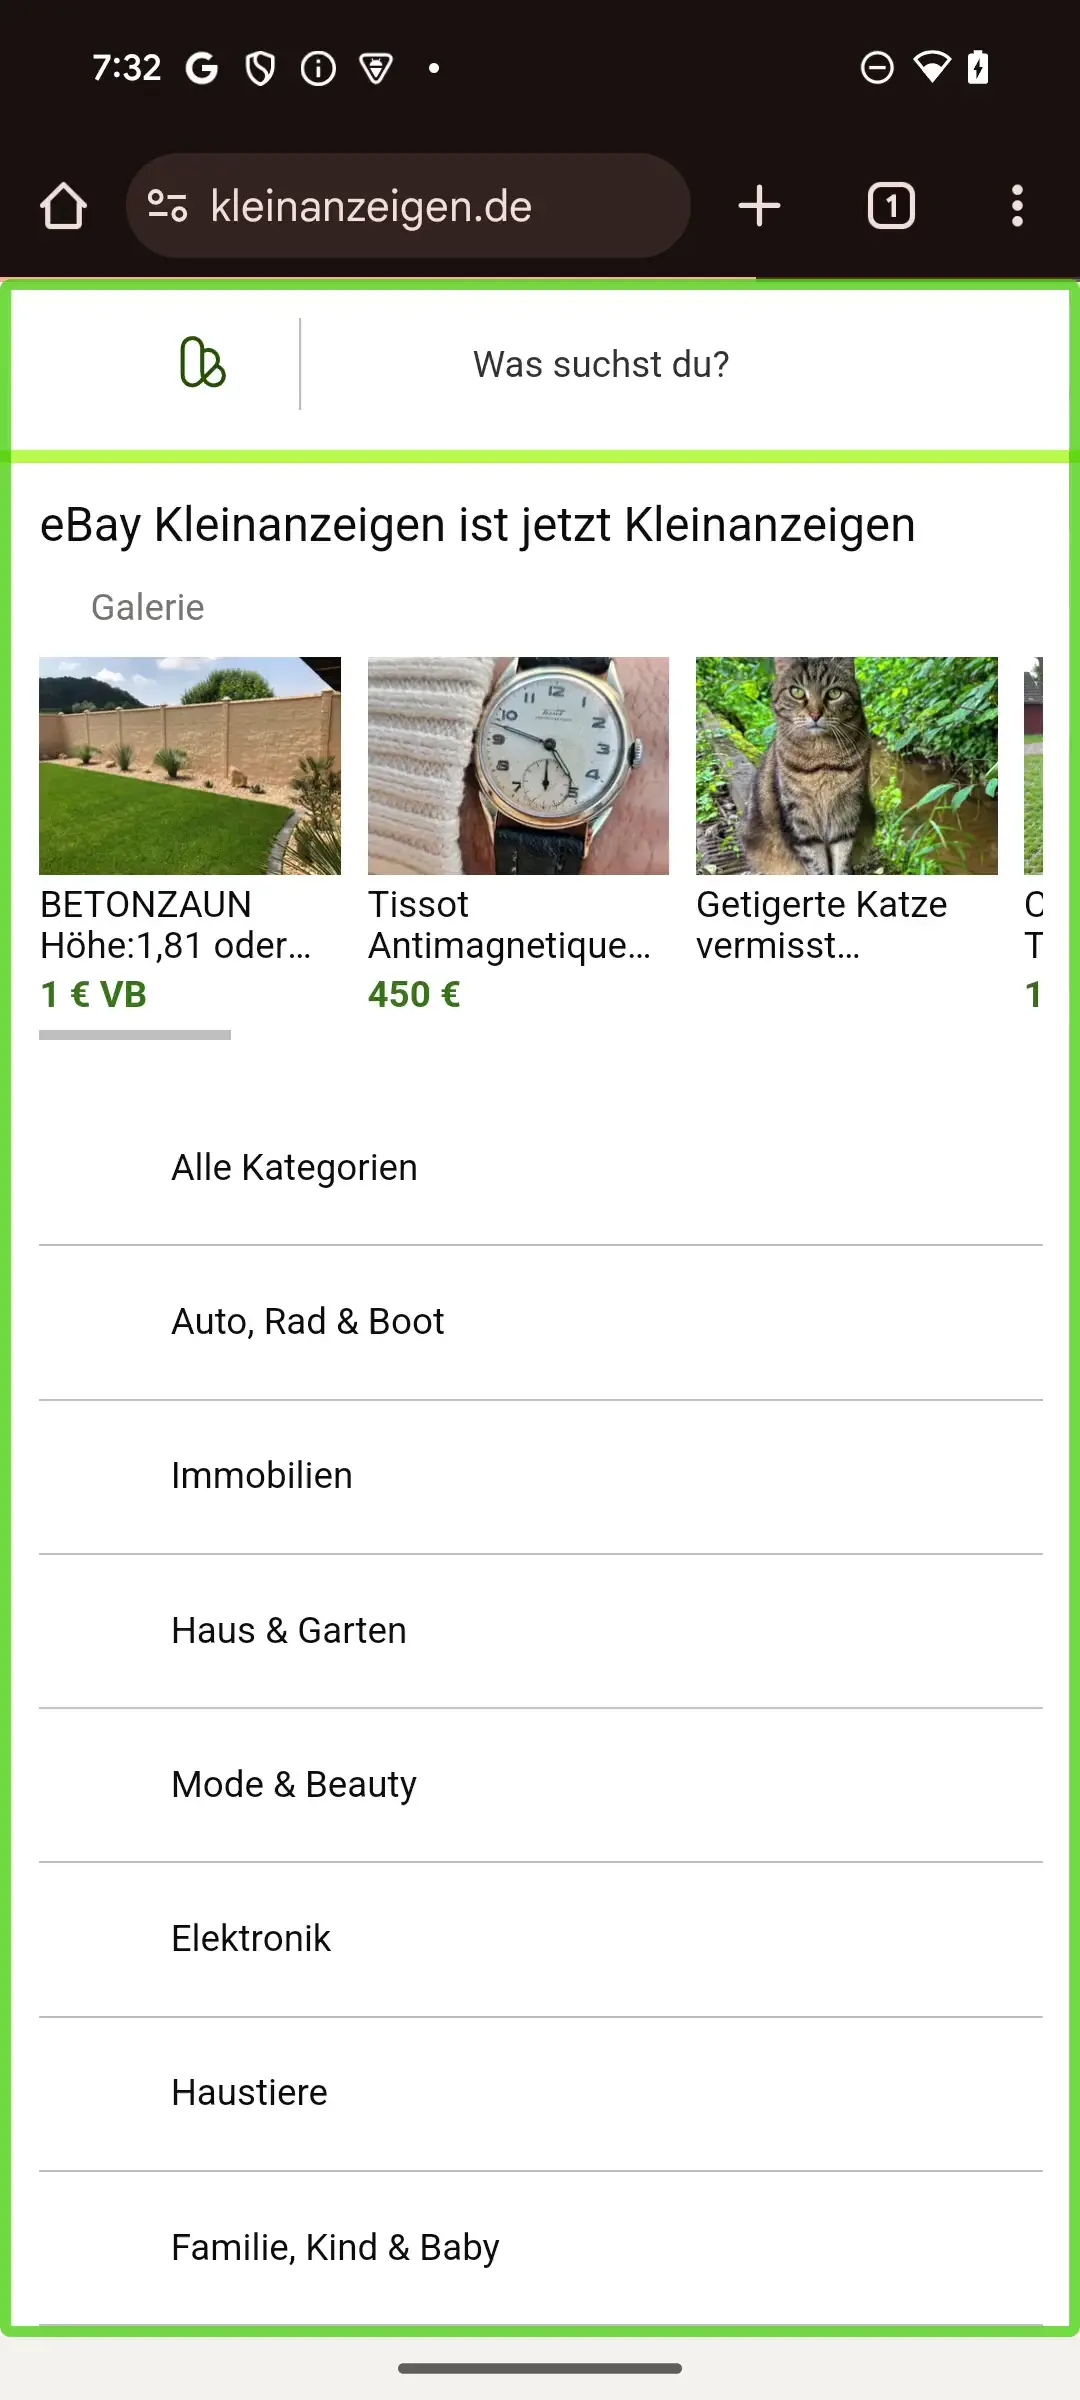 7:32
kleinanzeigen.de
1
Was suchst du?
eBay Kleinanzeigen ist jetzt Kleinanzeigen
Galerie
BETONZAUN
Höhe:1,81 oder...
1 € VB
Tissot
Antimagnetique...
450 €
Getigerte Katze
vermisst...
Alle Kategorien
Auto, Rad & Boot
Immobilien
Haus & Garten
Mode & Beauty
Elektronik
Haustiere
Familie, Kind & Baby